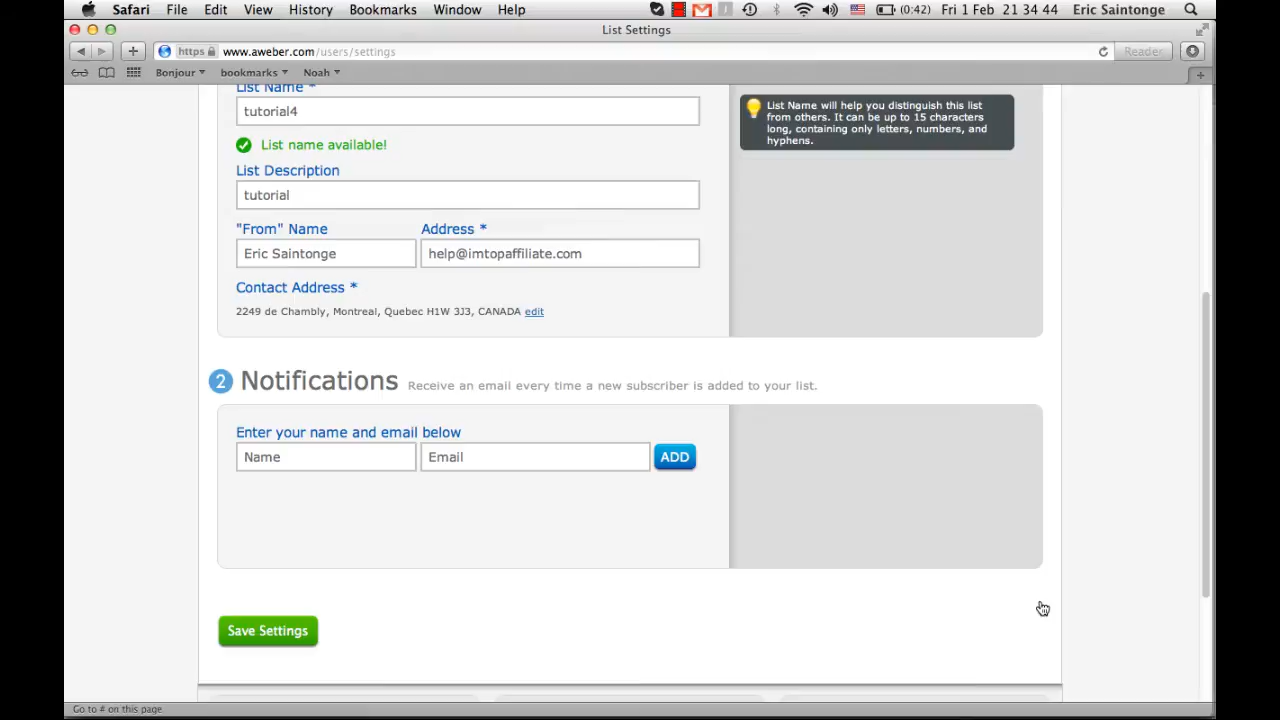 Safari File Edit View History Bookmarks Window Help (0:42) Fri 1 Feb 21 34 44 Eric Saintonge
List Settings
https www.aweber.com/users/settings Reader
Bonjour bookmarks Noah
List Name *
tutorial4
List Name will help you distinguish this list
from others. It can be up to 15 characters
long, containing only letters, numbers, and
hyphens.
List name available!
List Description
tutorial
"From" Name Address *
Eric Saintonge help@imtopaffiliate.com
Contact Address *
2249 de Chambly, Montreal, Quebec H1W 3J3, CANADA edit
2 Notifications Receive an email every time a new subscriber is added to your list.
Enter your name and email below
Name Email ADD
Save Settings
Go to # on this page